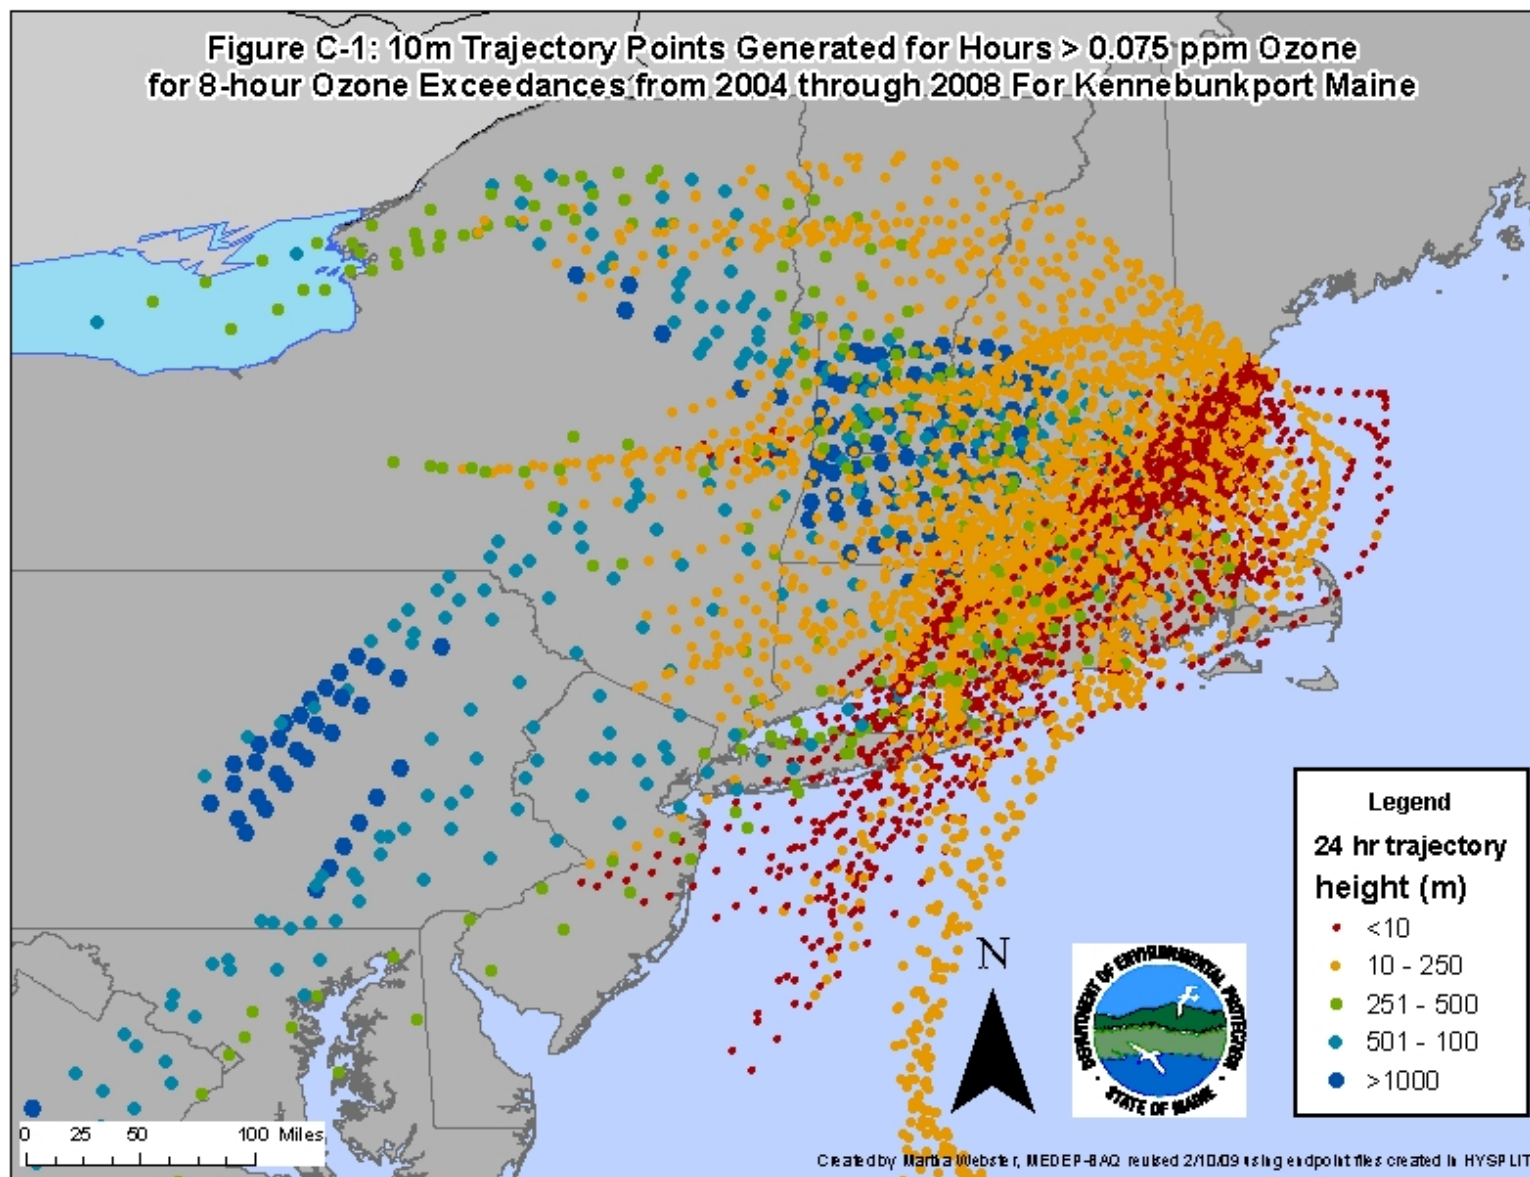 Figure C-1: 10m Trajectory Points Generated for Hours > 0.075 ppm Ozone
for 8-hour Ozone Exceedances from 2004 through 2008 For Kennebunkport Maine
Legend
24 hr trajectory
height (m)
<10
10 - 250
251 - 500
501 - 100
>1000
N
DEPARTMENT OF ENVIRONMENTAL PROTECTION
STATE OF MAINE
0 25 50 100 Miles
Created by Martha Webster, MEDEP-BAQ revised 2/10/09 using endpoint files created in HYSPLIT